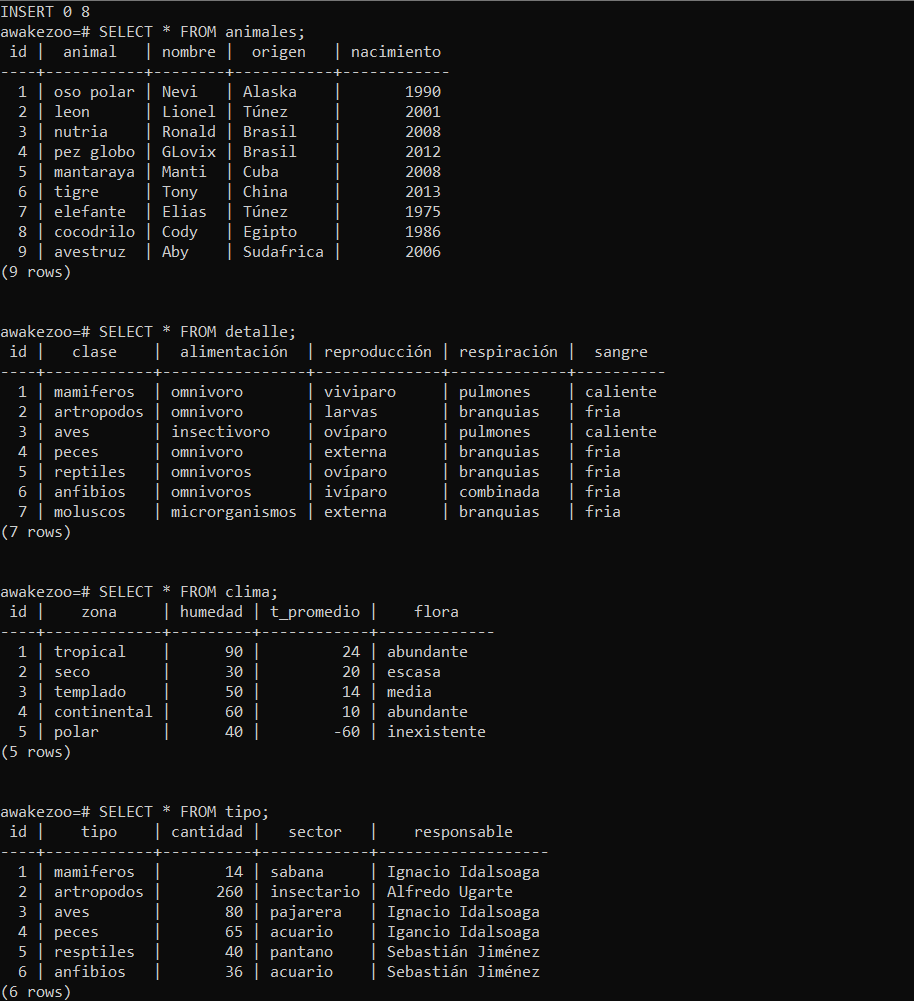 INSERT 0 8
awakezoo=# SELECT * FROM animales;
 id |  animal   | nombre |  origen   | nacimiento
----+-----------+--------+-----------+------------
  1 | oso polar | Nevi   | Alaska    |       1990
  2 | leon      | Lionel | Túnez     |       2001
  3 | nutria    | Ronald | Brasil    |       2008
  4 | pez globo | GLovix | Brasil    |       2012
  5 | mantaraya | Manti  | Cuba      |       2008
  6 | tigre     | Tony   | China     |       2013
  7 | elefante  | Elias  | Túnez     |       1975
  8 | cocodrilo | Cody   | Egipto    |       1986
  9 | avestruz  | Aby    | Sudafrica |       2006
(9 rows)

awakezoo=# SELECT * FROM detalle;
 id |   clase    |  alimentación  | reproducción | respiración |  sangre
----+------------+----------------+--------------+-------------+----------
  1 | mamiferos  | omnivoro       | viviparo     | pulmones    | caliente
  2 | artropodos | omnivoro       | larvas       | branquias   | fria
  3 | aves       | insectivoro    | ovíparo      | pulmones    | caliente
  4 | peces      | omnivoro       | externa      | branquias   | fria
  5 | reptiles   | omnivoros      | ovíparo      | branquias   | fria
  6 | anfibios   | omnivoros      | ivíparo      | combinada   | fria
  7 | moluscos   | microrganismos | externa      | branquias   | fria
(7 rows)

awakezoo=# SELECT * FROM clima;
 id |    zona     | humedad | t_promedio |    flora
----+-------------+---------+------------+-------------
  1 | tropical    |      90 |         24 | abundante
  2 | seco        |      30 |         20 | escasa
  3 | templado    |      50 |         14 | media
  4 | continental |      60 |         10 | abundante
  5 | polar       |      40 |        -60 | inexistente
(5 rows)

awakezoo=# SELECT * FROM tipo;
 id |    tipo    | cantidad |   sector   |    responsable
----+------------+----------+------------+-------------------
  1 | mamiferos  |       14 | sabana     | Ignacio Idalsoaga
  2 | artropodos |      260 | insectario | Alfredo Ugarte
  3 | aves       |       80 | pajarera   | Ignacio Idalsoaga
  4 | peces      |       65 | acuario    | Igancio Idalsoaga
  5 | resptiles  |       40 | pantano    | Sebastián Jiménez
  6 | anfibios   |       36 | acuario    | Sebastián Jiménez
(6 rows)